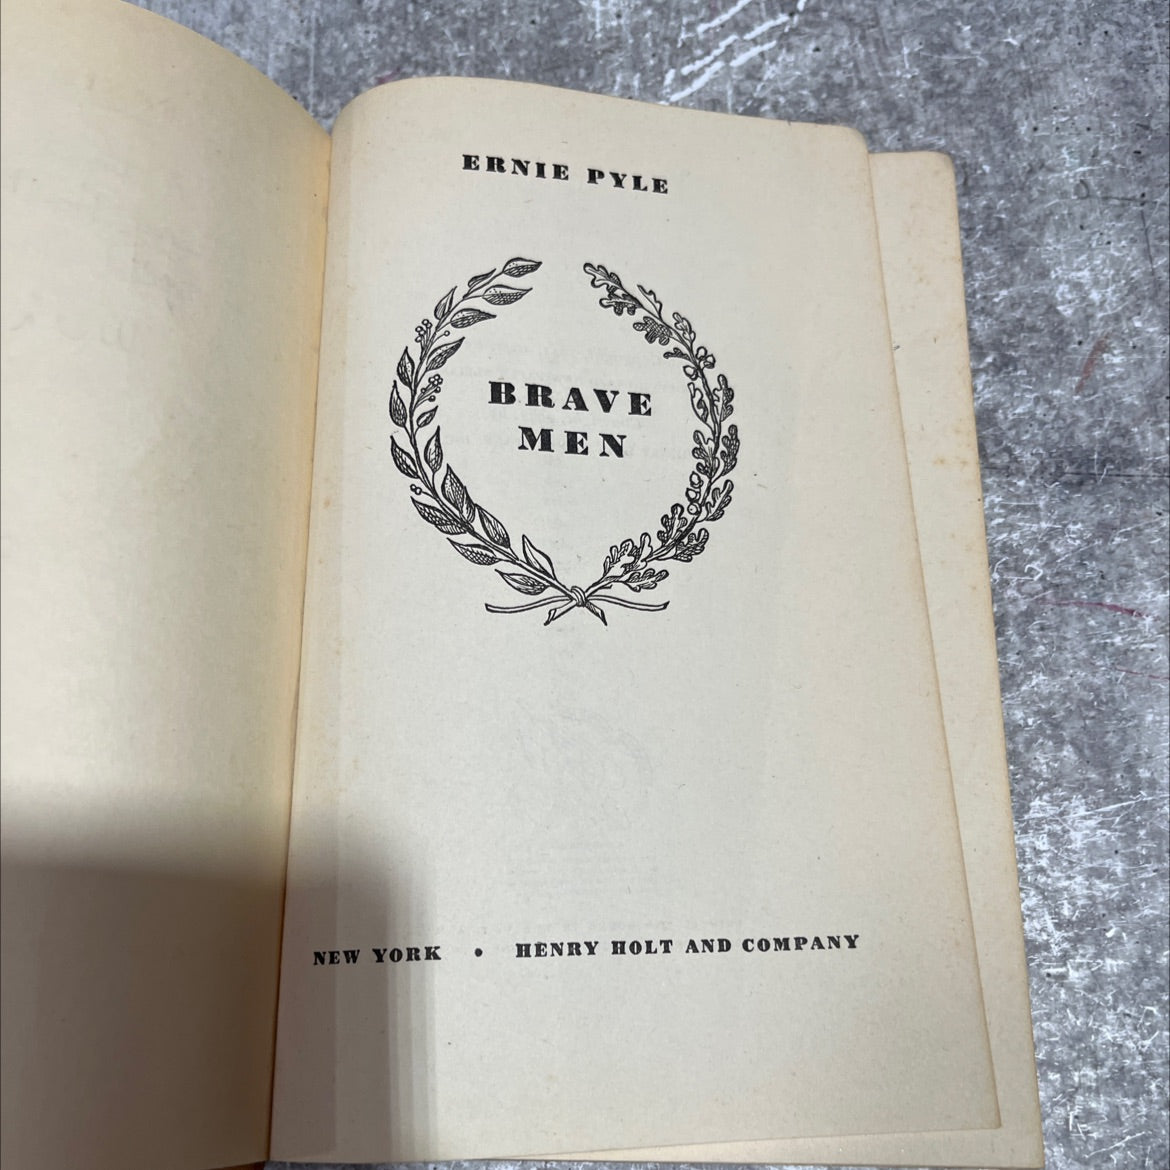 ERNIE PYLE
BRAVE
MEN
NEW YORK • HENRY HOLT AND COMPANY